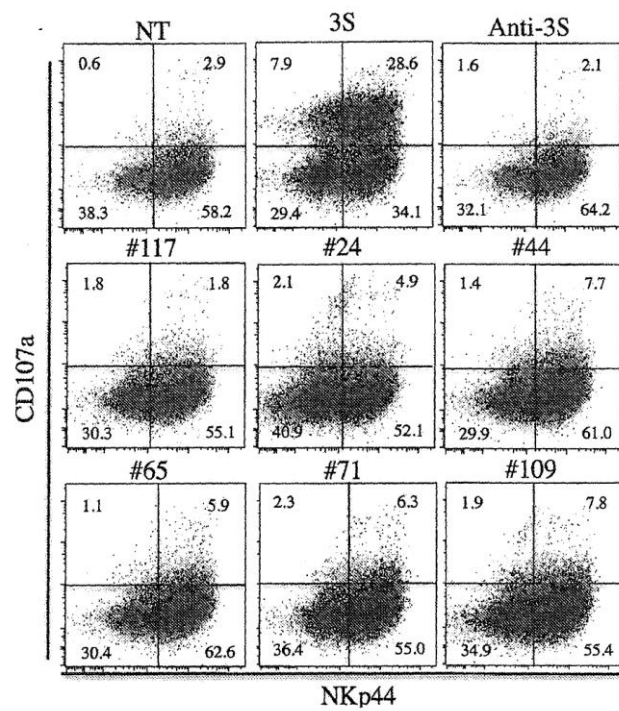 NT 3S Anti-3S
0.6 2.9 7.9 28.6 1.6 2.1
38.3 58.2 29.4 34.1 32.1 64.2
#117 #24 #44
1.8 1.8 2.1 4.9 1.4 7.7
30.3 55.1 40.9 52.1 29.9 61.0
CD107a
#65 #71 #109
1.1 5.9 2.3 6.3 1.9 7.8
30.4 62.6 36.4 55.0 34.9 55.4
NKp44